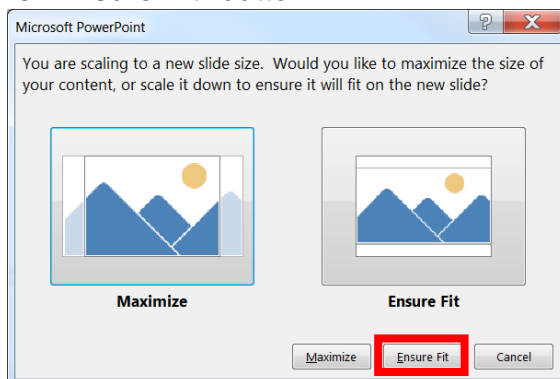 Microsoft PowerPoint
?
X
You are scaling to a new slide size. Would you like to maximize the size of
your content, or scale it down to ensure it will fit on the new slide?
Maximize
Ensure Fit
Maximize
Ensure Fit
Cancel